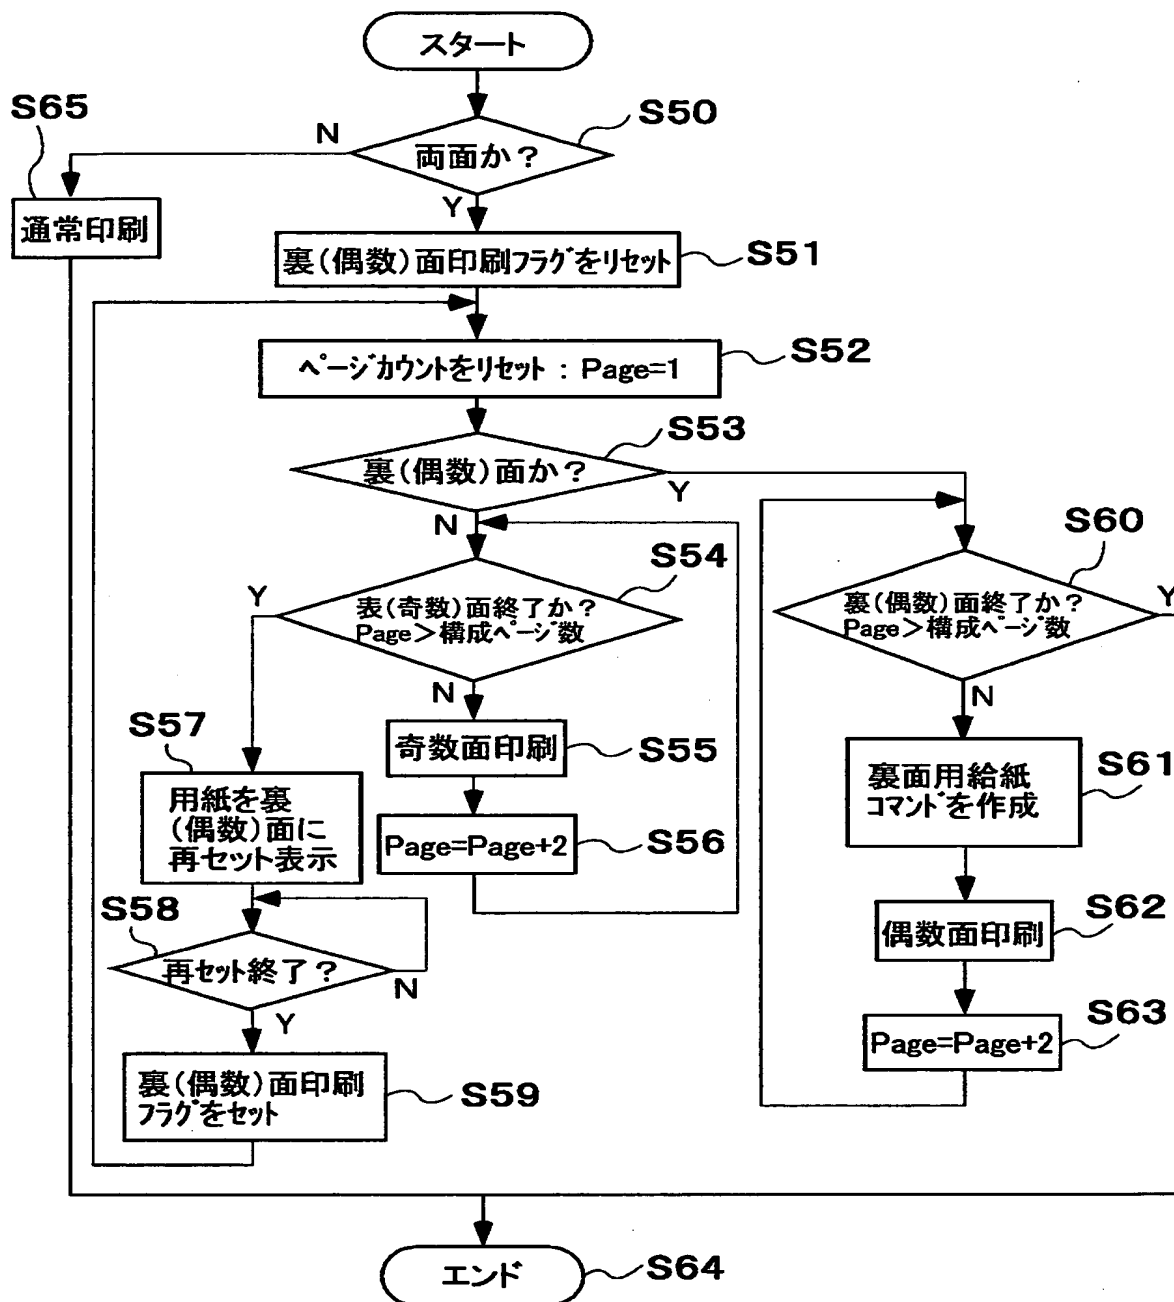 スタート
S65
N
S50
両面か？
Y
通常印刷
裏(偶数)面印刷フラグをリセット
S51
ページカウントをリセット : Page=1
S52
S53
裏(偶数)面か？
Y
N
S54
S60
Y
表(奇数)面終了か？
Page＞構成ページ数
裏(偶数)面終了か？
Page＞構成ページ数
Y
N
N
S57
奇数面印刷
S55
裏面用給紙
コマンドを作成
S61
用紙を裏
(偶数)面に
再セット表示
Page=Page+2
S56
S58
S62
偶数面印刷
再セット終了？
N
Y
S63
Page=Page+2
裏(偶数)面印刷
フラグをセット
S59
エンド
S64